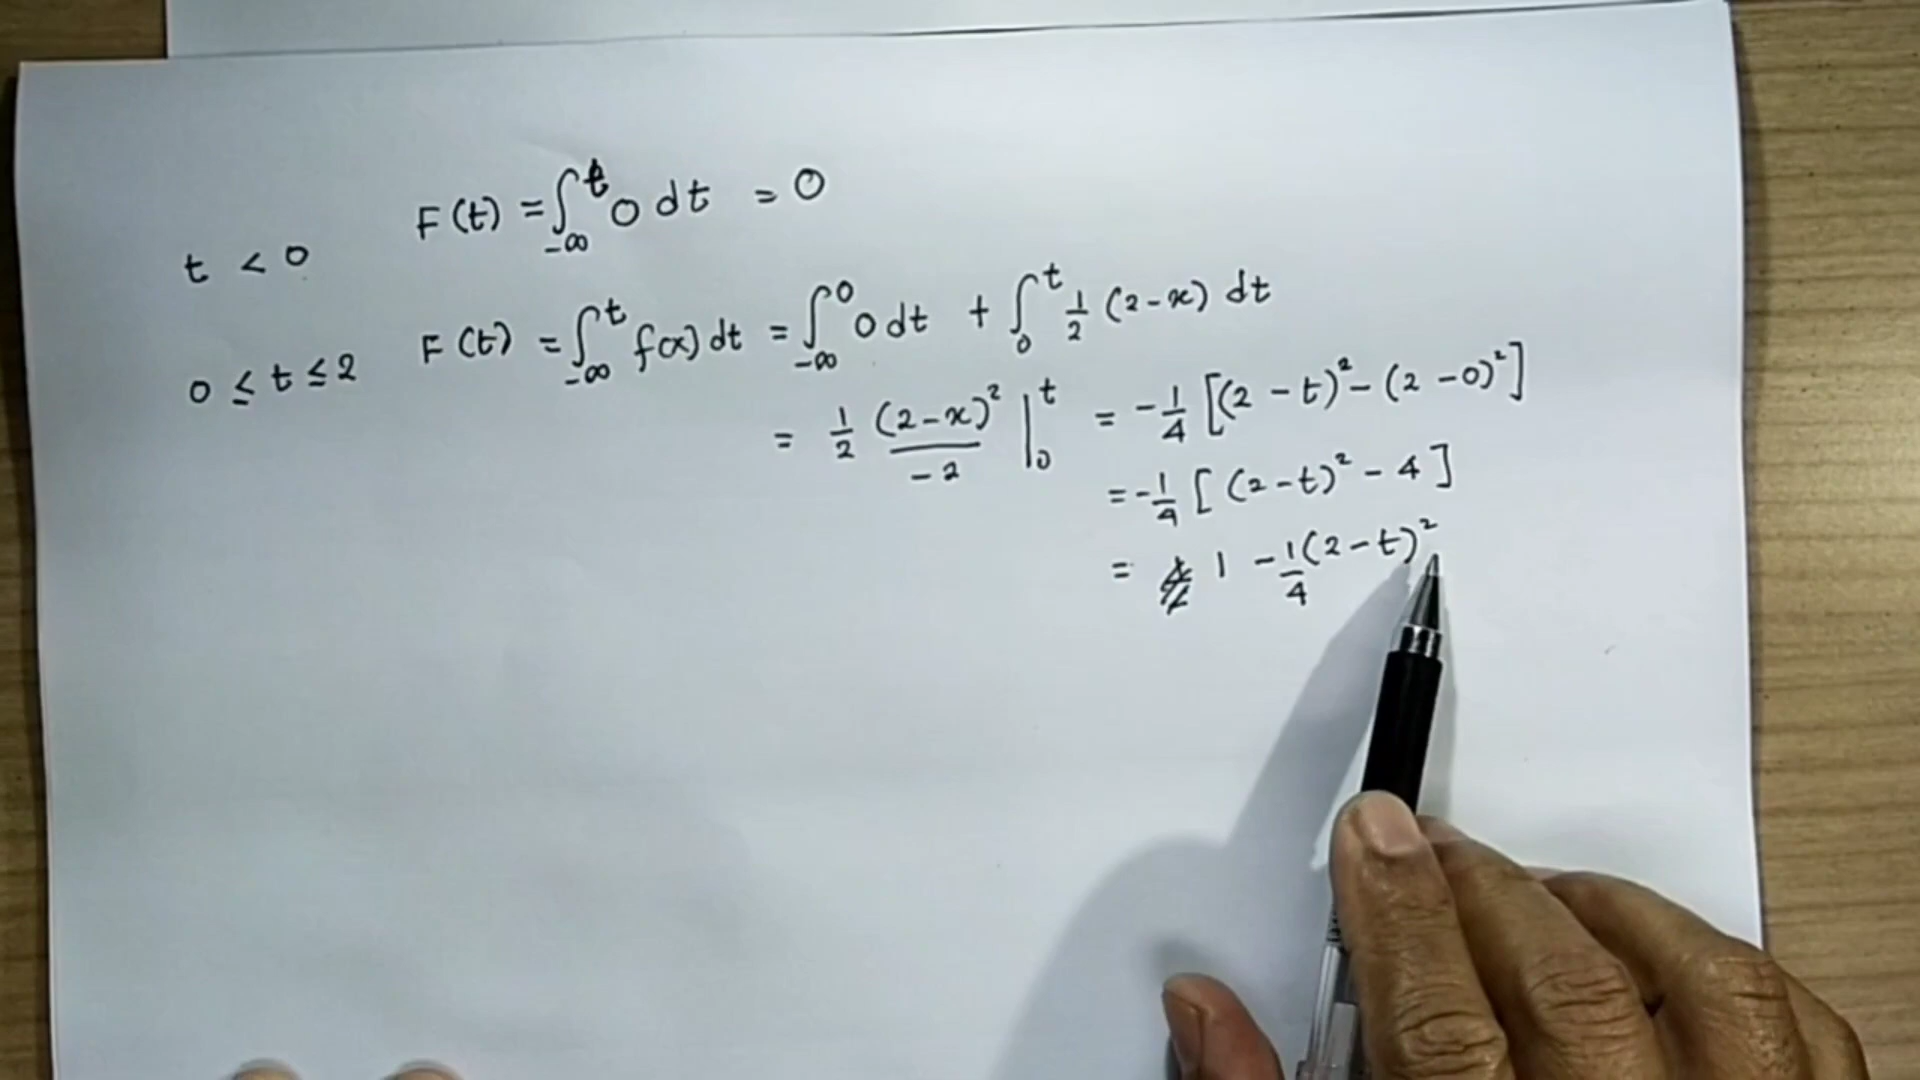 t < 0 F(t) = ∫_{-∞}^{t} 0 dt = 0
0 ≤ t ≤ 2 F(t) = ∫_{-∞}^{t} f(x) dt = ∫_{-∞}^{0} 0 dt + ∫_{0}^{t} 1/2 (2-x) dt
= 1/2 (2-x)²/-2 |_{0}^{t} = -1/4 [(2-t)² - (2-0)²]
= -1/4 [(2-t)² - 4]
= 1 - 1/4 (2-t)²